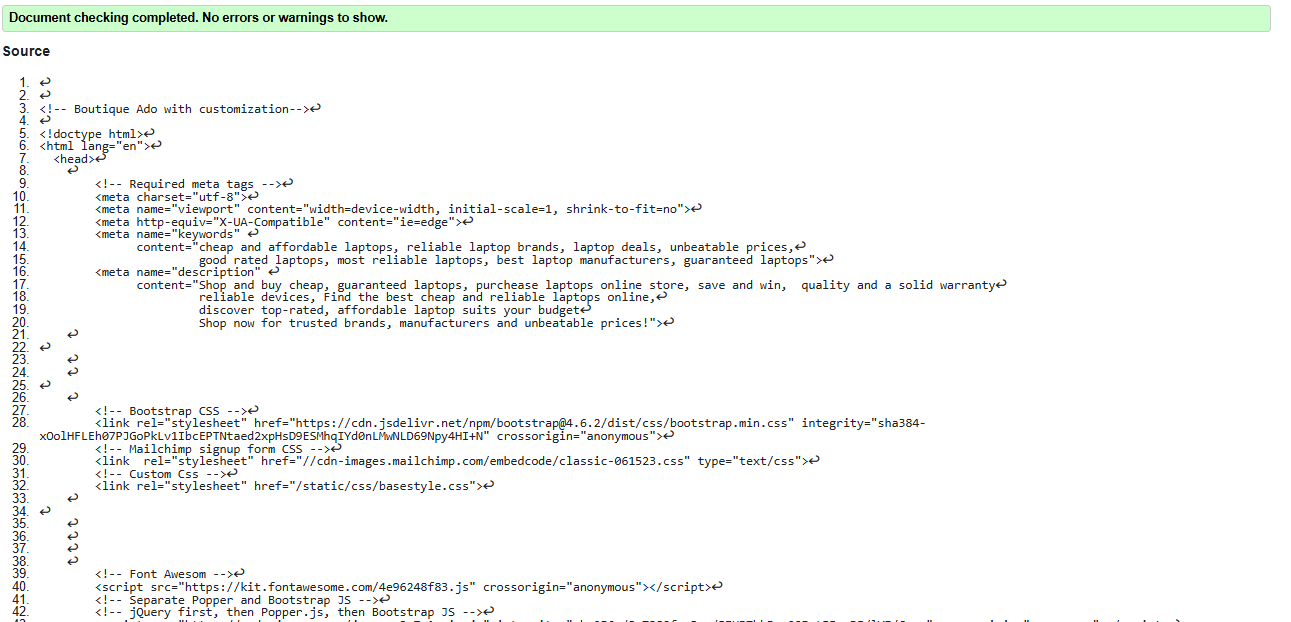 Document checking completed. No errors or warnings to show.
Source
1. ↩
2. ↩
3. <!-- Boutique Ado with customization-->↩
4. ↩
5. <!doctype html>↩
6. <html lang="en">↩
7. <head>↩
8. ↩
9. <!-- Required meta tags -->↩
10. <meta charset="utf-8">↩
11. <meta name="viewport" content="width=device-width, initial-scale=1, shrink-to-fit=no">↩
12. <meta http-equiv="X-UA-Compatible" content="ie=edge">↩
13. <meta name="keywords" ↩
14. content="cheap and affordable laptops, reliable laptop brands, laptop deals, unbeatable prices,↩
15. good rated laptops, most reliable laptops, best laptop manufacturers, guaranteed laptops">↩
16. <meta name="description" ↩
17. content="Shop and buy cheap, guaranteed laptops, purchease laptops online store, save and win,  quality and a solid warranty↩
18. reliable devices, Find the best cheap and reliable laptops online,↩
19. discover top-rated, affordable laptop suits your budget↩
20. Shop now for trusted brands, manufacturers and unbeatable prices!">↩
21. ↩
22. ↩
23. ↩
24. ↩
25. ↩
26. ↩
27. <!-- Bootstrap CSS -->↩
28. <link rel="stylesheet" href="https://cdn.jsdelivr.net/npm/bootstrap@4.6.2/dist/css/bootstrap.min.css" integrity="sha384-
xOolHFLEh07PJGoPkLv1IbcEPTNtaed2xpHsD9ESMhqIYd0nLMwNLD69Npy4HI+N" crossorigin="anonymous">↩
29. <!-- Mailchimp signup form CSS -->↩
30. <link  rel="stylesheet" href="//cdn-images.mailchimp.com/embedcode/classic-061523.css" type="text/css">↩
31. <!-- Custom Css -->↩
32. <link rel="stylesheet" href="/static/css/basestyle.css">↩
33. ↩
34. ↩
35. ↩
36. ↩
37. ↩
38. ↩
39. <!-- Font Awesom -->↩
40. <script src="https://kit.fontawesome.com/4e96248f83.js" crossorigin="anonymous"></script>↩
41. <!-- Separate Popper and Bootstrap JS -->↩
42. <!-- jQuery first, then Popper.js, then Bootstrap JS -->↩